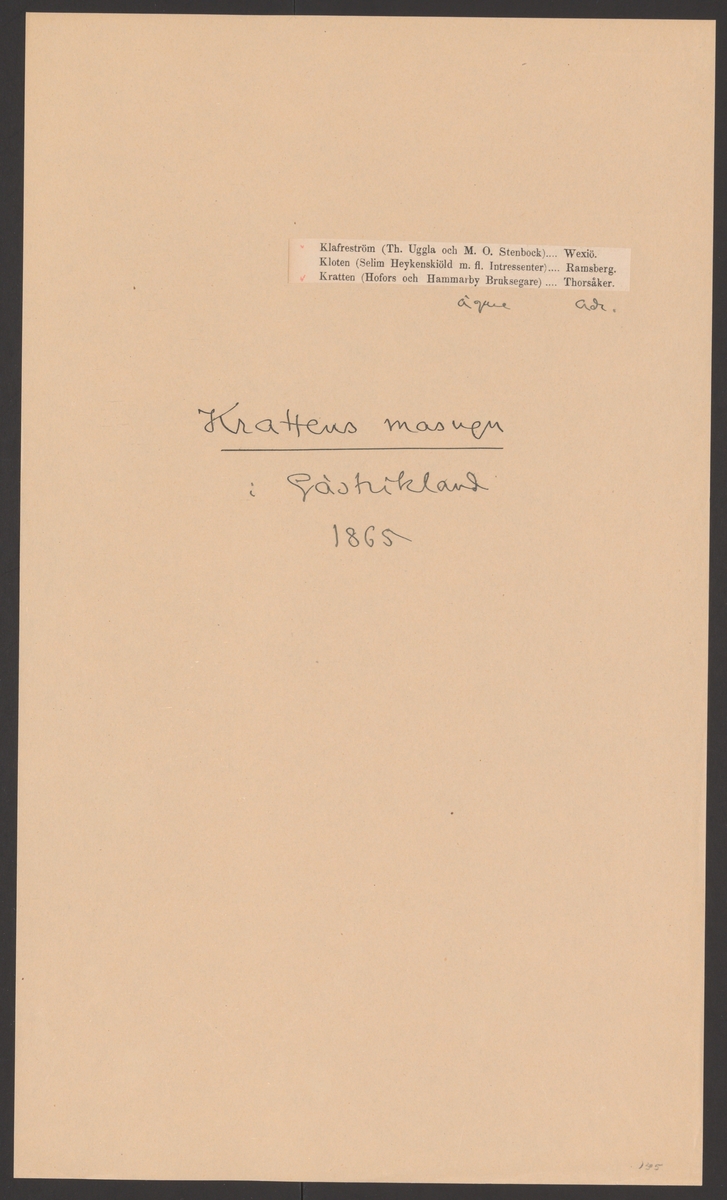 Klafreström (Th. Uggla och M. O. Stenbock).... Wexiö.
Kloten (Selim Heykenskiöld m. fl. Intressenter).... Ramsberg.
Kratten (Hofors och Hammarby Bruksegare) .... Thorsåker.
Ägare Adr.
Krattens masugn
i Gästrikland
1865
195